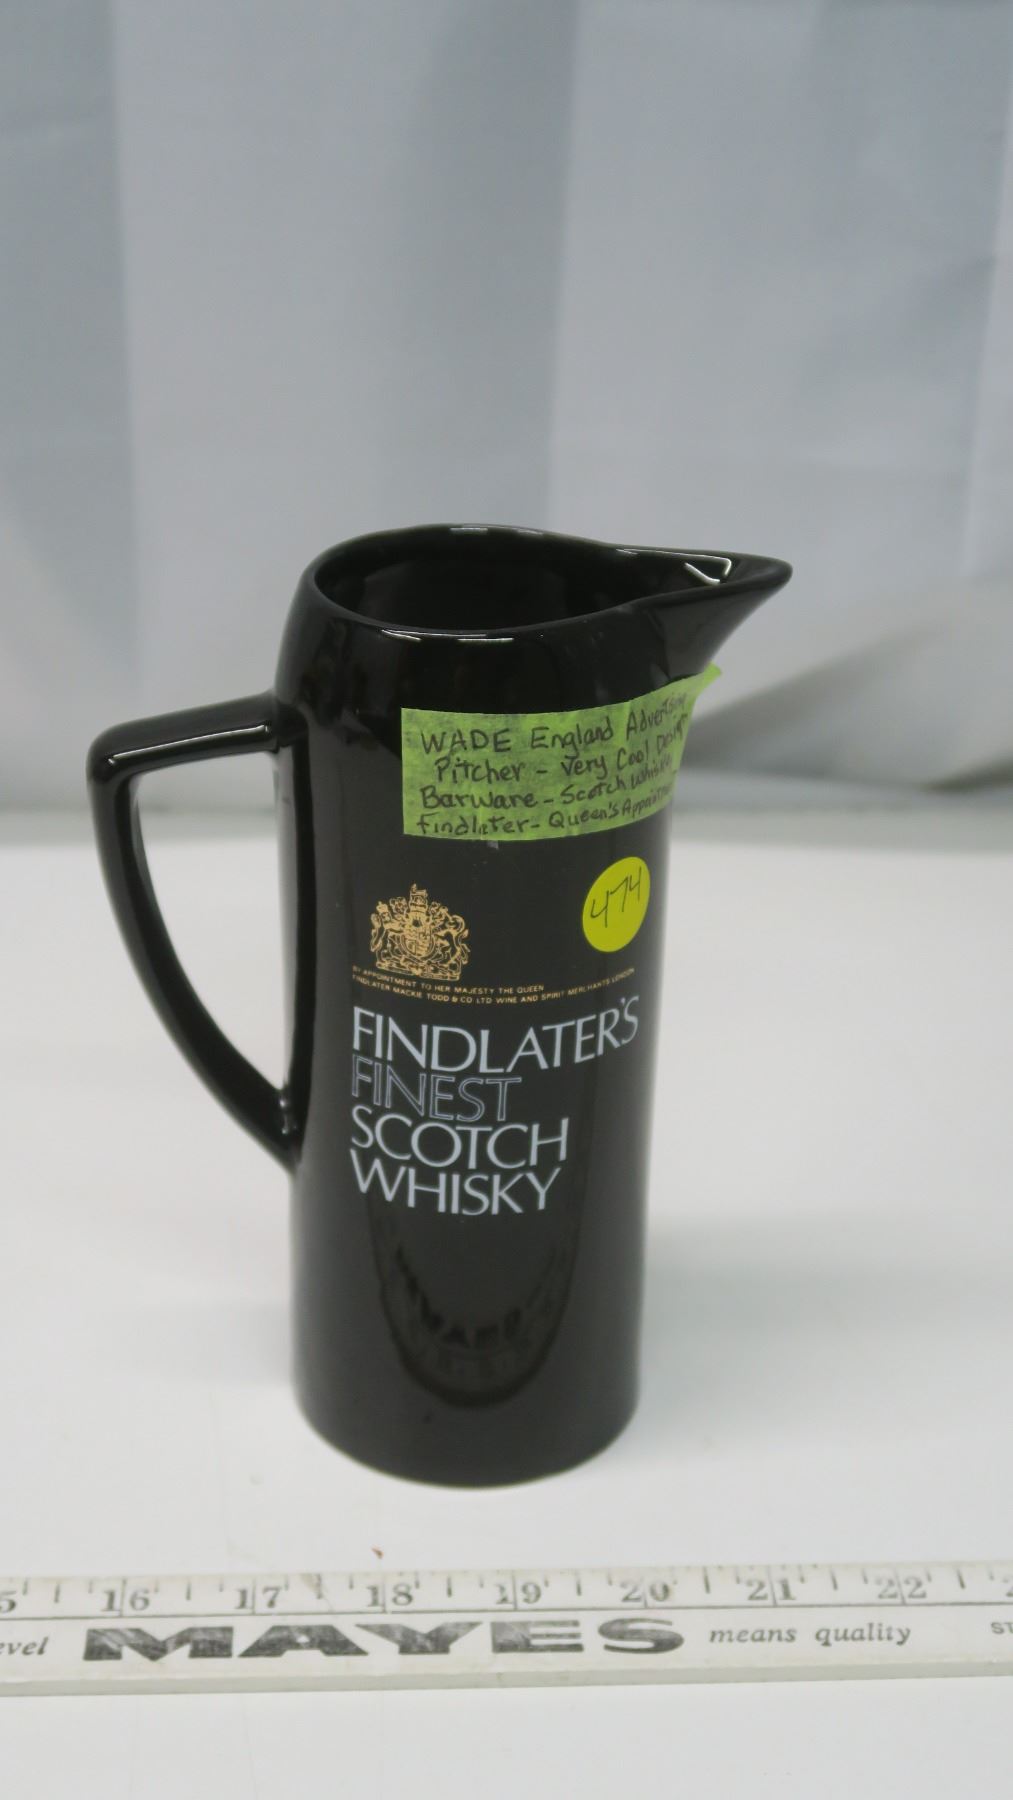 WADE England
Pitcher - Very Cool Design
Barware - Scotch Whisky
Findlater - Queen's
474
BY APPOINTMENT TO HER MAJESTY THE QUEEN
FINDLATER MACKIE TODD & CO LTD WINE AND SPIRIT MERCHANTS LONDON
FINDLATER'S
FINEST
SCOTCH
WHISKY
16 17 18 19 20 21 22
MAYES means quality